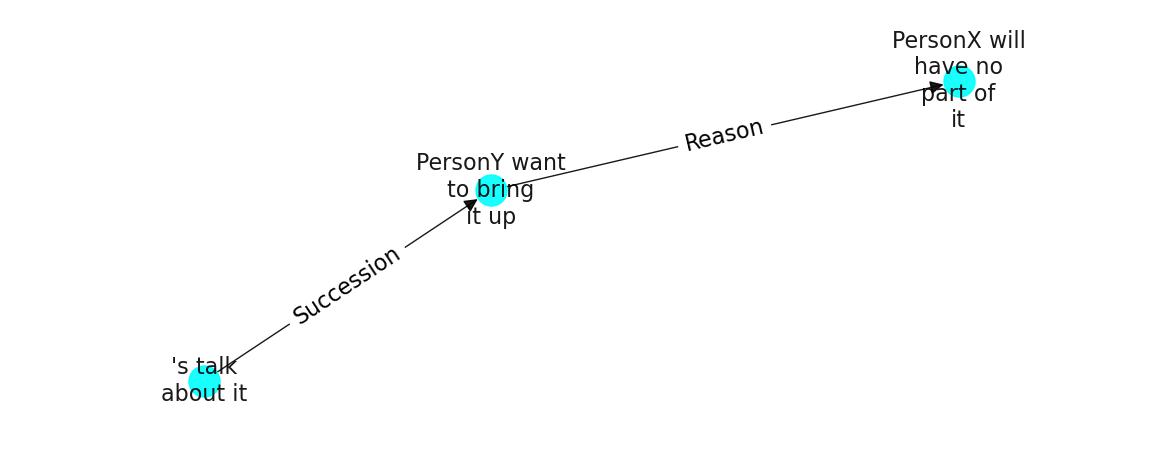 PersonX will
have no
part of
it
Reason
PersonY want
to bring
it up
Succession
's talk
about it